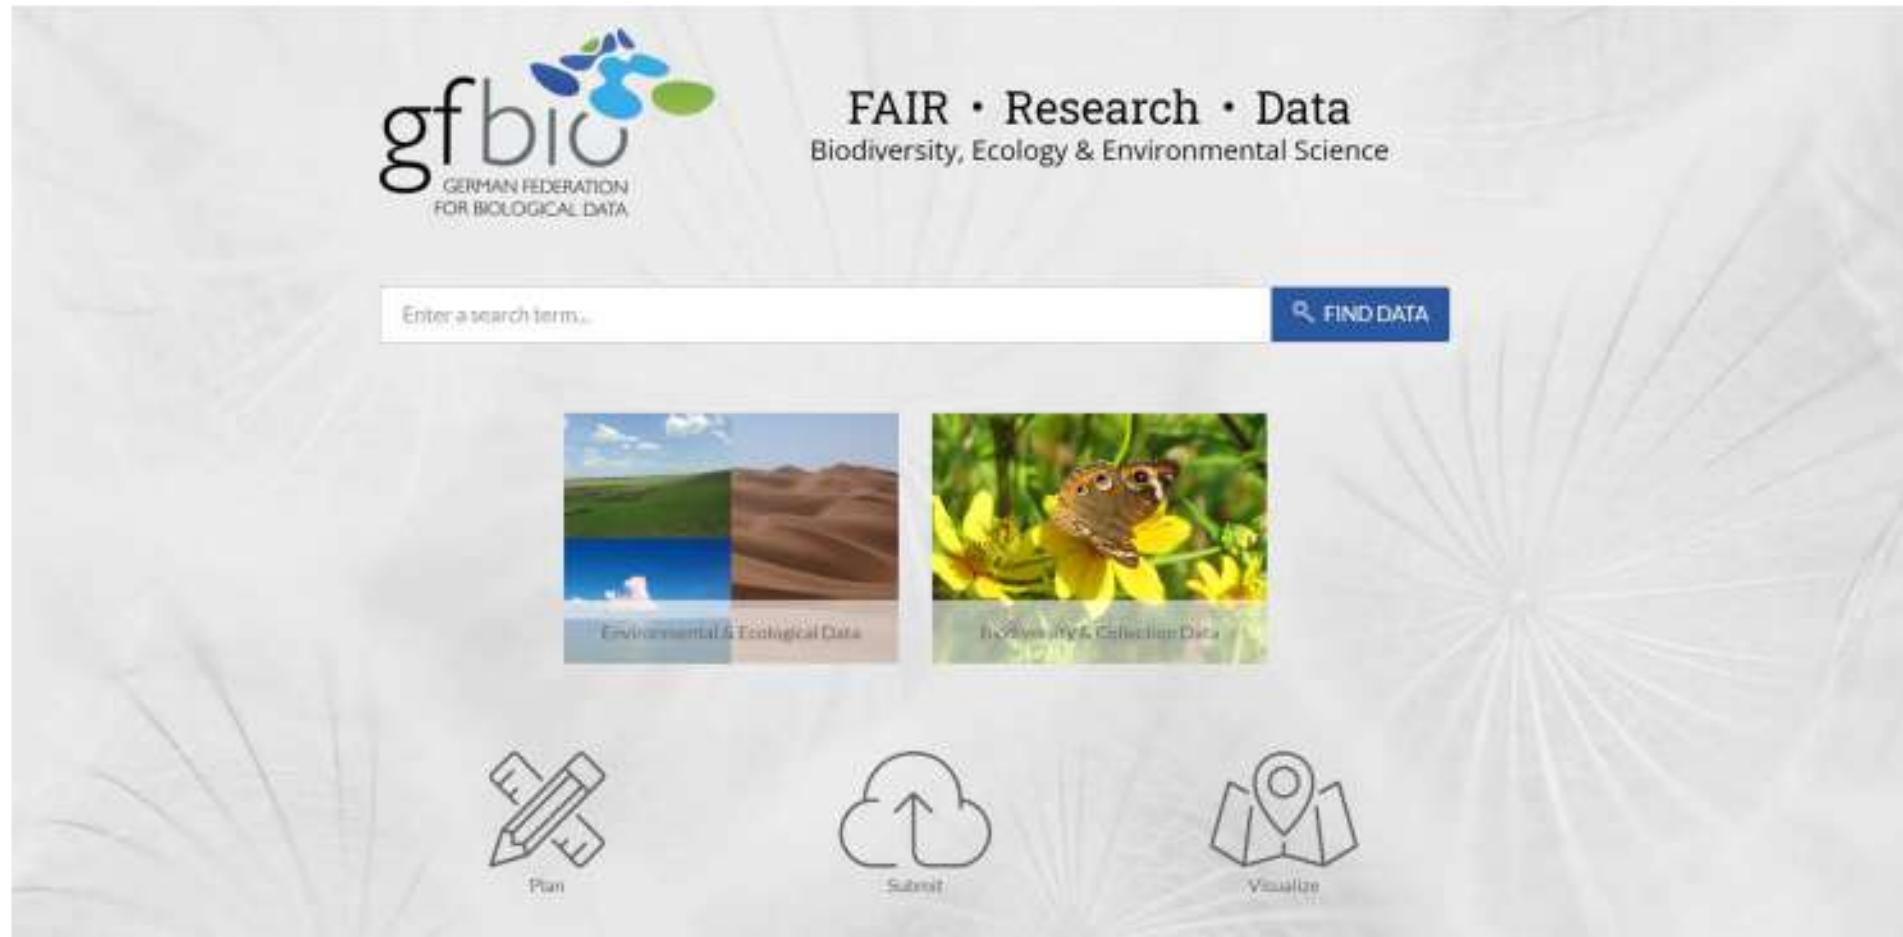 gfbio
GERMAN FEDERATION
FOR BIOLOGICAL DATA
FAIR · Research · Data
Biodiversity, Ecology & Environmental Science
Enter a search term...
FIND DATA
Environmental & Ecological Data
Biodiversity & Collection Data
Plan
Submit
Visualize